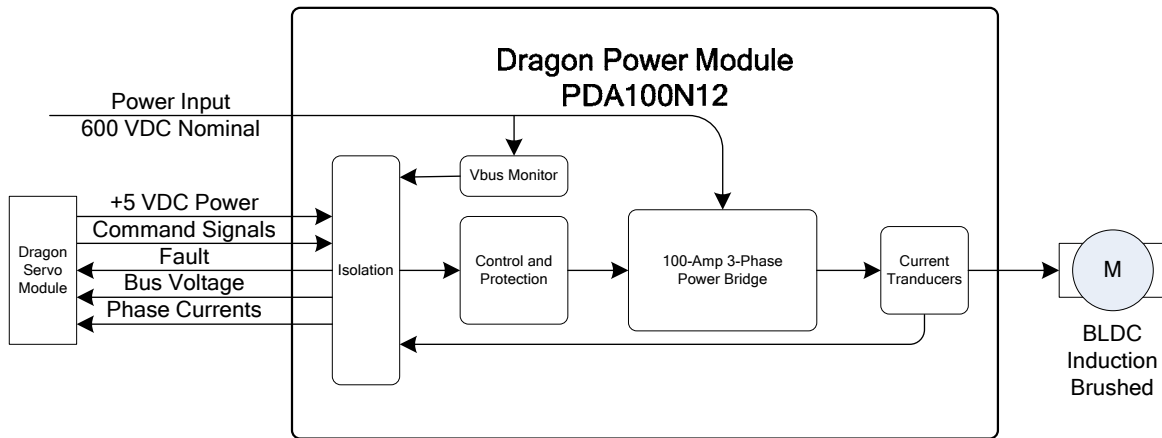 Dragon Power Module
PDA100N12
Power Input
600 VDC Nominal
Vbus Monitor
+5 VDC Power
Command Signals
Fault
Bus Voltage
Phase Currents
Dragon
Servo
Module
Isolation
Control and
Protection
100-Amp 3-Phase
Power Bridge
Current
Tranducers
M
BLDC
Induction
Brushed